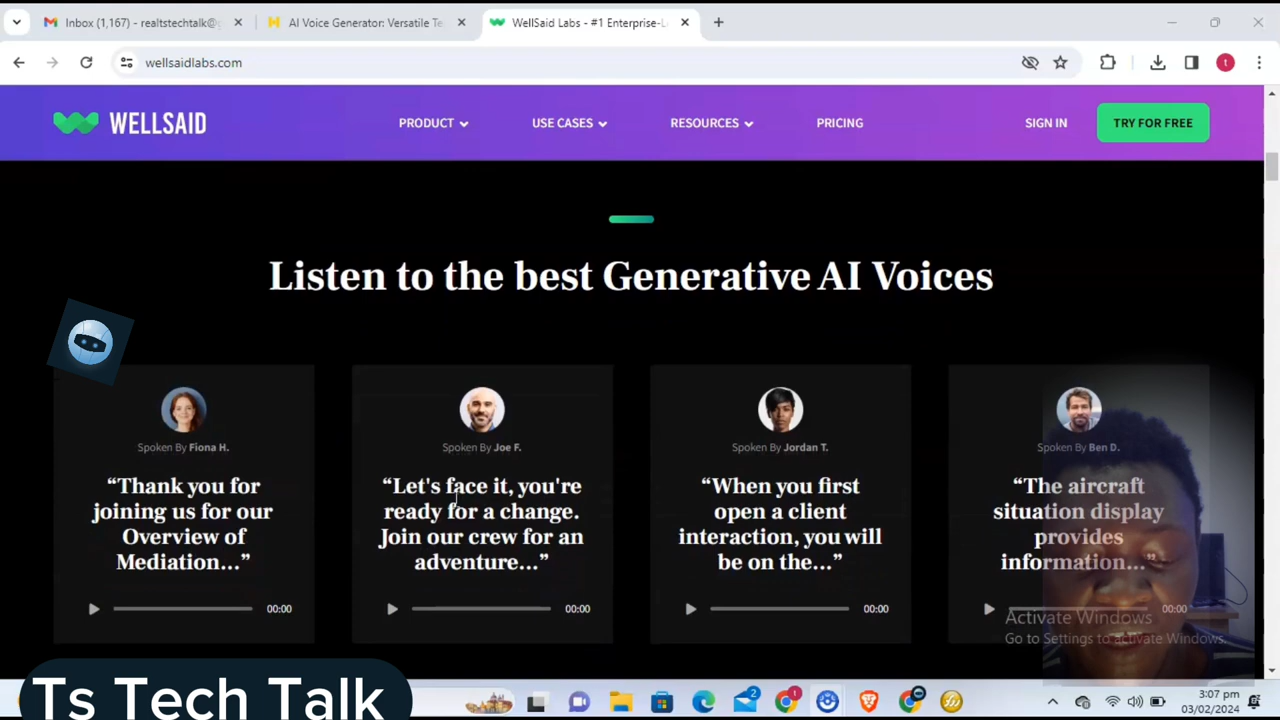 Inbox (1,167) - realtstechtalk@g
AI Voice Generator: Versatile Te
WellSaid Labs - #1 Enterprise-L
wellsaidlabs.com
WELLSAID
PRODUCT
USE CASES
RESOURCES
PRICING
SIGN IN
TRY FOR FREE
Listen to the best Generative AI Voices
Spoken By Fiona H.
“Thank you for
joining us for our
Overview of
Mediation...”
00:00
Spoken By Joe F.
“Let's face it, you're
ready for a change.
Join our crew for an
adventure...”
00:00
Spoken By Jordan T.
“When you first
open a client
interaction, you will
be on the...”
00:00
Spoken By Ben D.
“The aircraft
situation display
provides
information...”
00:00
Activate Windows
Go to Settings to activate Windows.
Ts Tech Talk
2
1
t
3:07 pm
03/02/2024